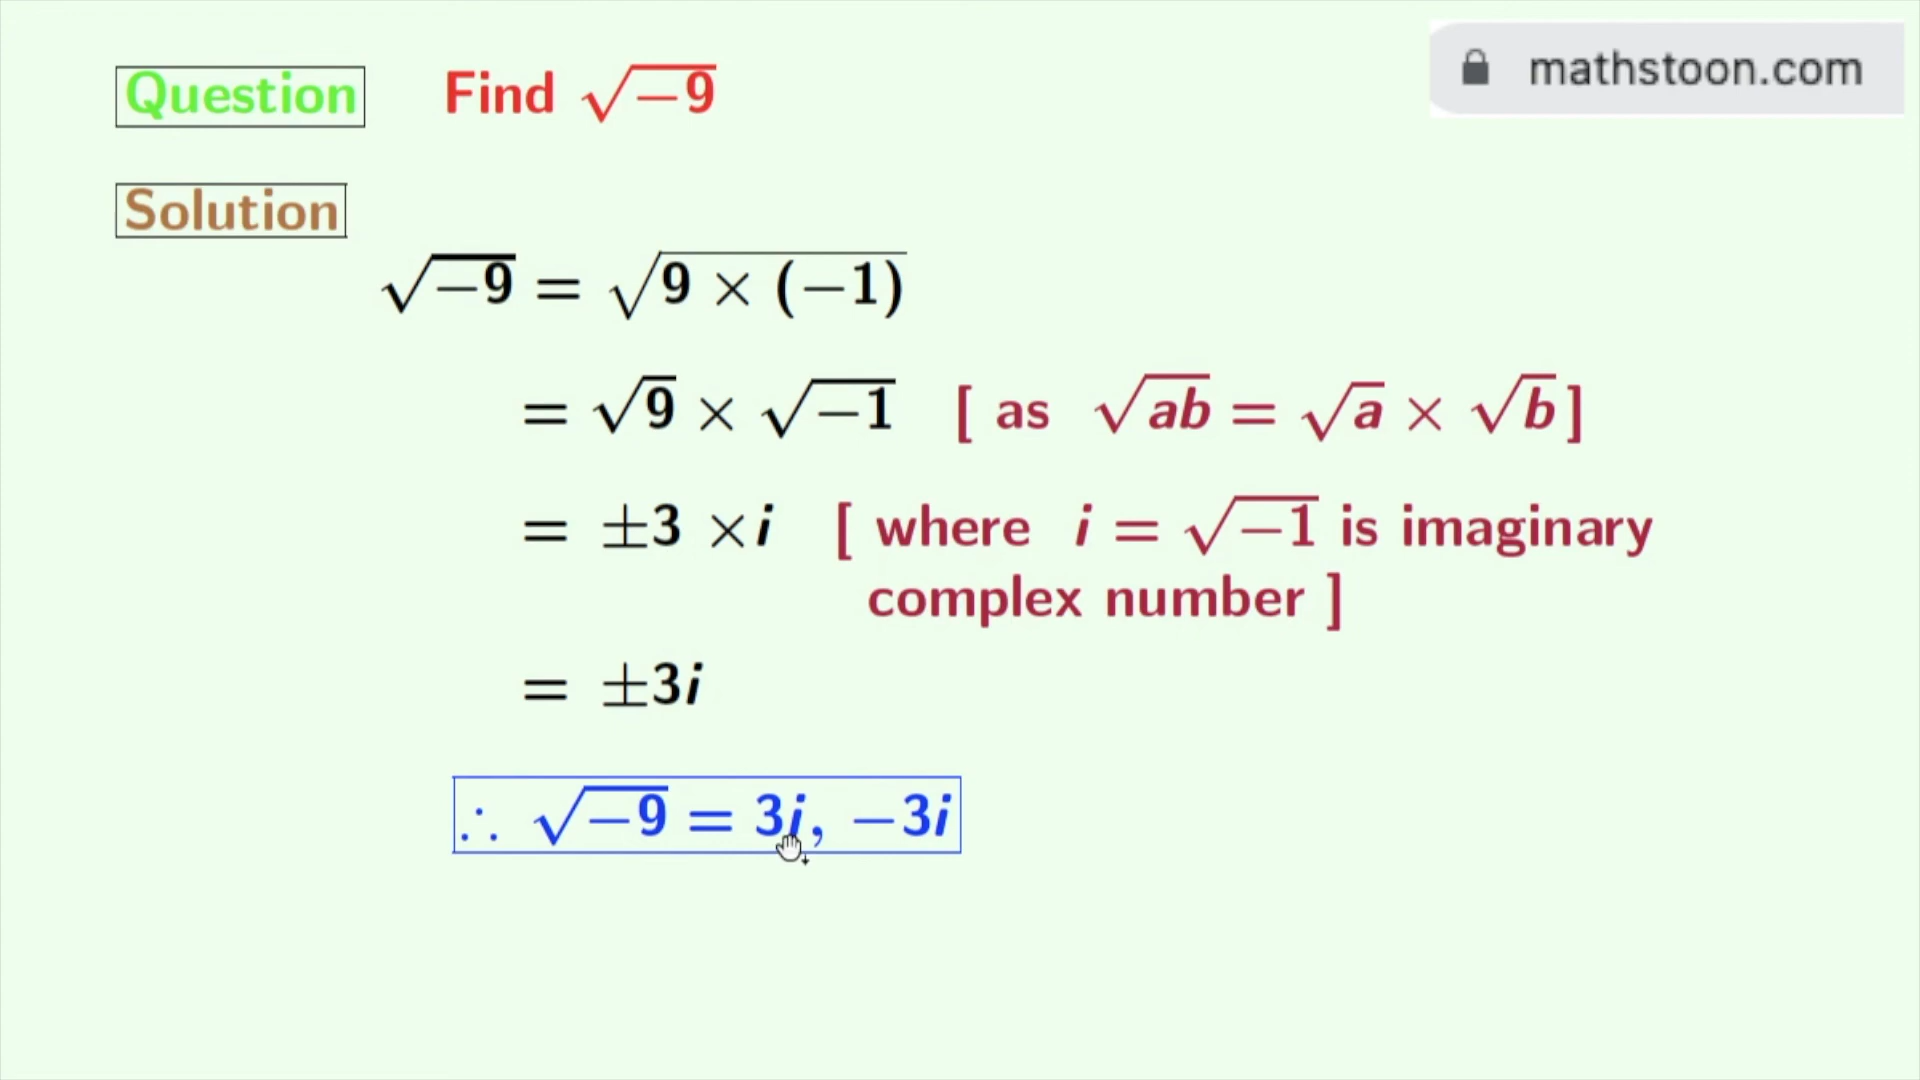 Question Find √−9
mathstoon.com
Solution
√−9 = √9 × (−1)
= √9 × √−1 [ as √ab = √a × √b ]
= ±3 × i [ where i = √−1 is imaginary
complex number ]
= ±3i
∴ √−9 = 3i, −3i